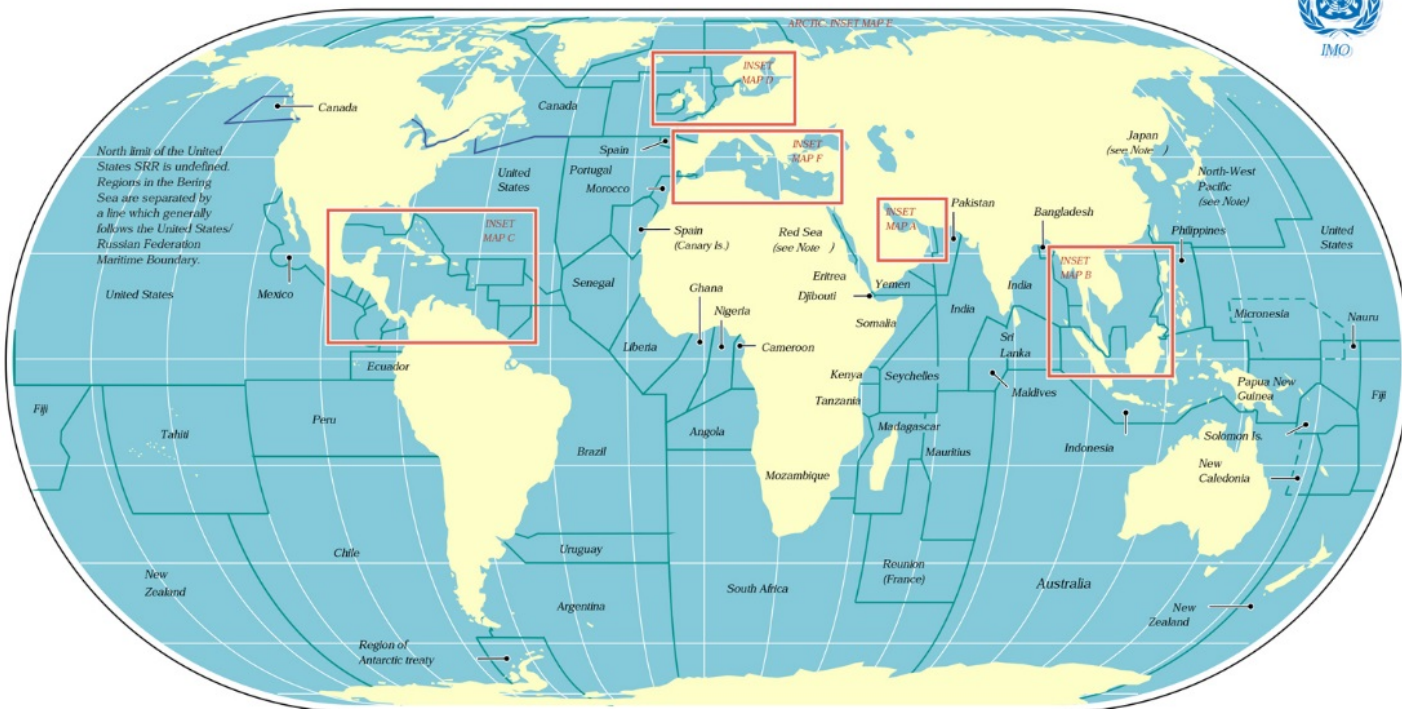 ARCTIC: INSET MAP E
IMO
INSET
MAP D
Canada
Canada
North limit of the United
States SRR is undefined.
Regions in the Bering
Sea are separated by
a line which generally
follows the United States/
Russian Federation
Maritime Boundary.
Spain
INSET
MAP F
Japan
(see Note )
United
States
Portugal
Morocco
North-West
Pacific
(see Note)
INSET
MAP C
INSET
MAP A
Pakistan
Bangladesh
Spain
(Canary Is.)
Red Sea
(see Note )
Philippines
United
States
INSET
MAP B
United States
Mexico
Senegal
Ghana
Nigeria
Eritrea
Yemen
Djibouti
India
India
Somalia
Micronesia
Nauru
Liberia
Cameroon
Sri
Lanka
Ecuador
Kenya
Seychelles
Maldives
Papua New
Guinea
Tanzania
Fiji
Fiji
Peru
Tahiti
Angola
Madagascar
Mauritius
Indonesia
Solomon Is.
Brazil
Mozambique
New
Caledonia
Chile
Uruguay
Reunion
(France)
Australia
New
Zealand
Argentina
South Africa
New
Zealand
Region of
Antarctic treaty